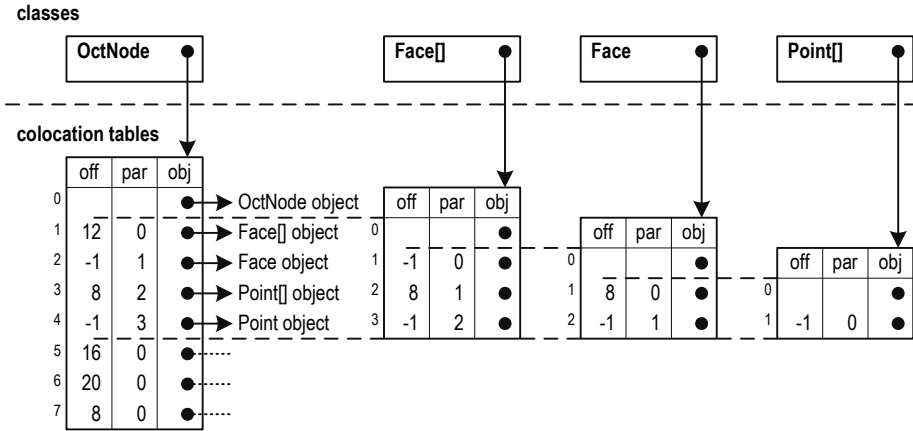 classes
OctNode Face[] Face Point[]
colocation tables
off par obj
0 OctNode object off par obj
1 12 0 Face[] object 0 off par obj
2 -1 1 Face object 1 -1 0 0 off par obj
3 8 2 Point[] object 2 8 1 1 8 0 0
4 -1 3 Point object 3 -1 2 2 -1 1 1 -1 0
5 16 0
6 20 0
7 8 0